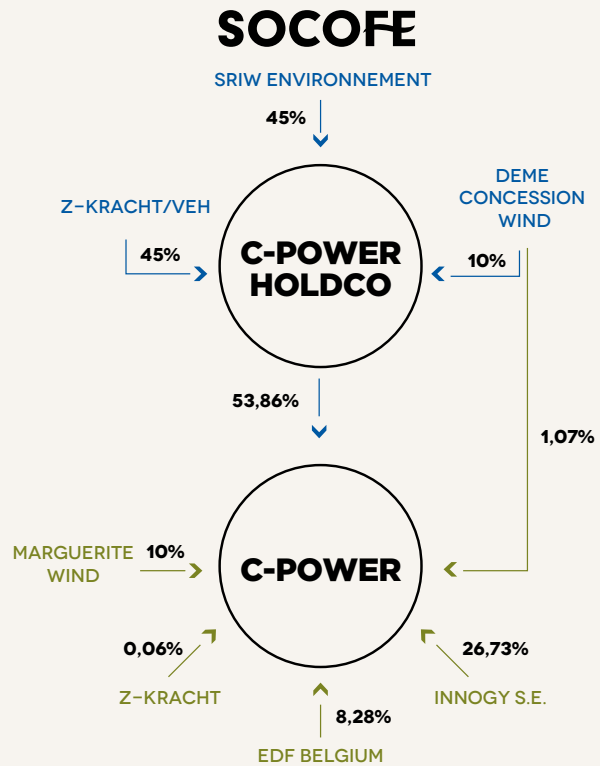 SOCOFE
SRIW ENVIRONNEMENT
45%
DEME
CONCESSION
WIND
Z-KRACHT/VEH
45%
C-POWER
HOLDCO
10%
53,86%
1,07%
MARGUERITE
WIND
10%
C-POWER
0,06%
Z-KRACHT
26,73%
INNOGY S.E.
8,28%
EDF BELGIUM